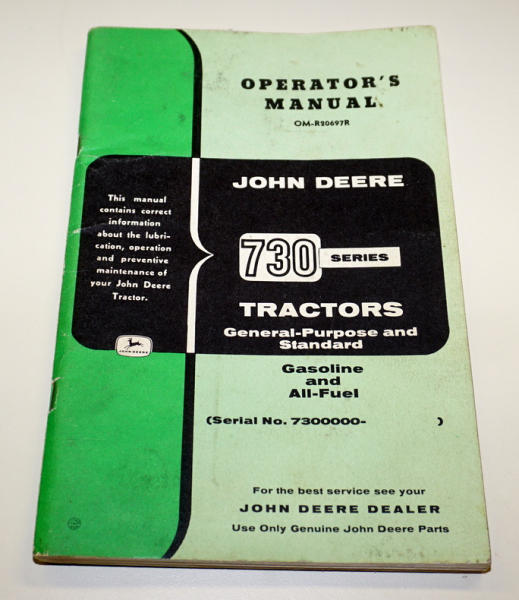 OPERATOR'S
MANUAL
OM-R20697R
This manual
contains correct
information
about the lubri-
cation, operation
and preventive
maintenance of
your John Deere
Tractor.
JOHN DEERE
JOHN DEERE
730 SERIES
TRACTORS
General-Purpose and
Standard
Gasoline
and
All-Fuel
(Serial No. 7300000- )
For the best service see your
JOHN DEERE DEALER
Use Only Genuine John Deere Parts